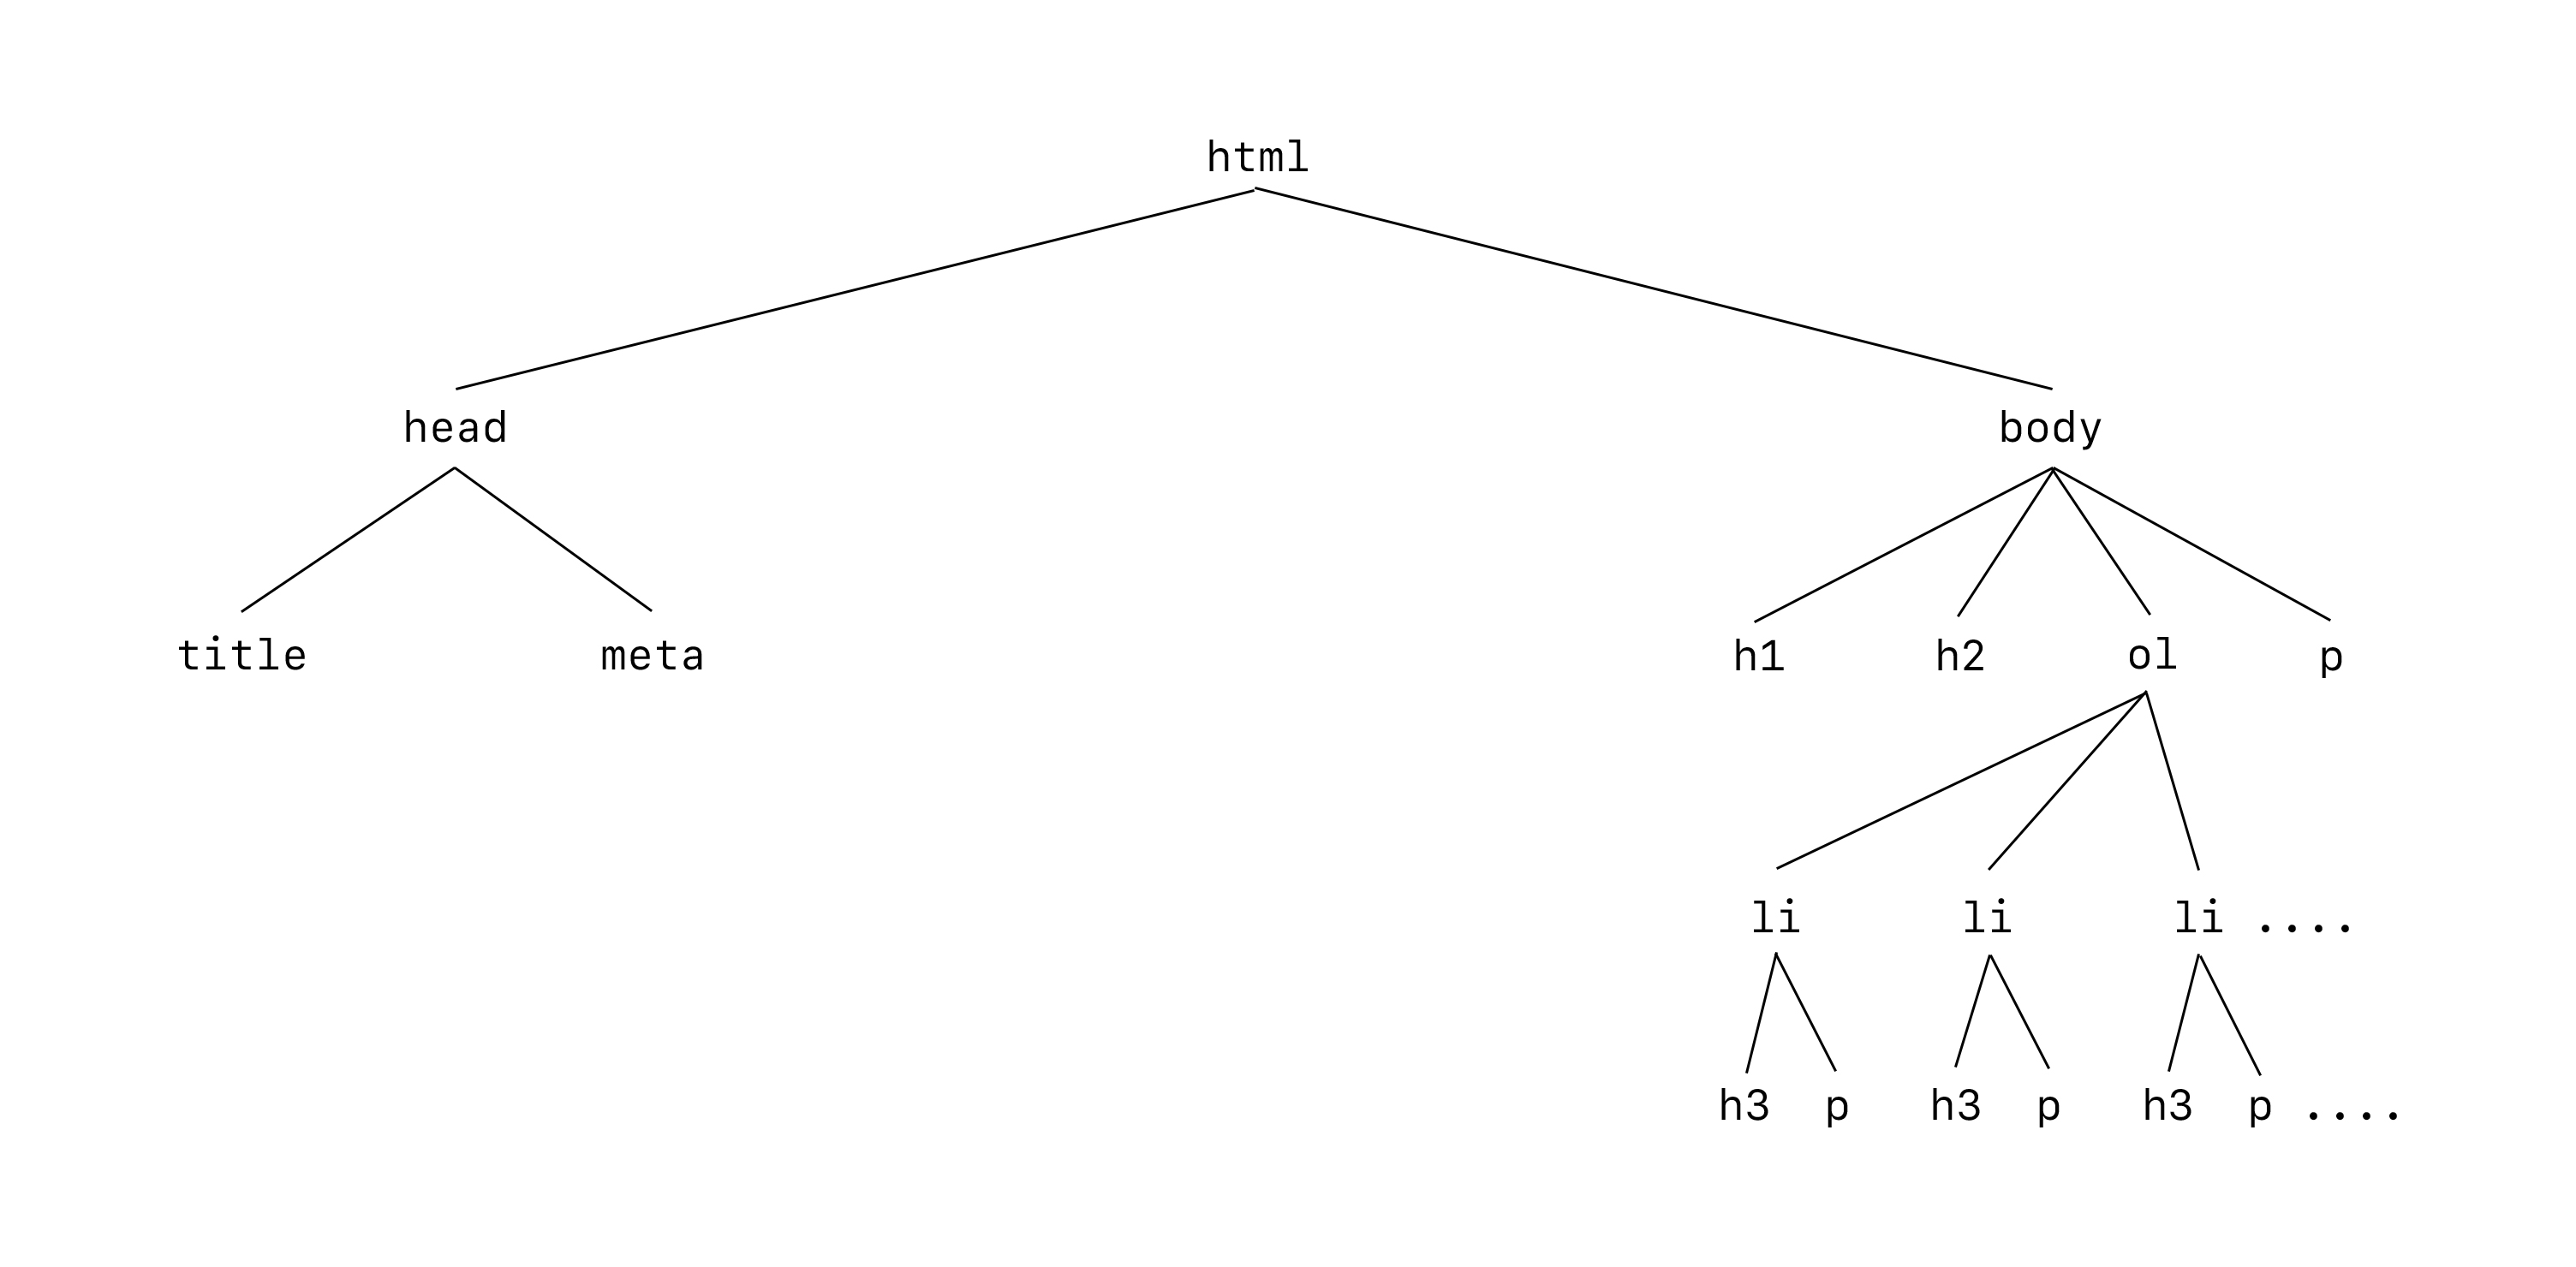 html
head body
title meta h1 h2 ol p
li li li ....
h3 p h3 p h3 p ....